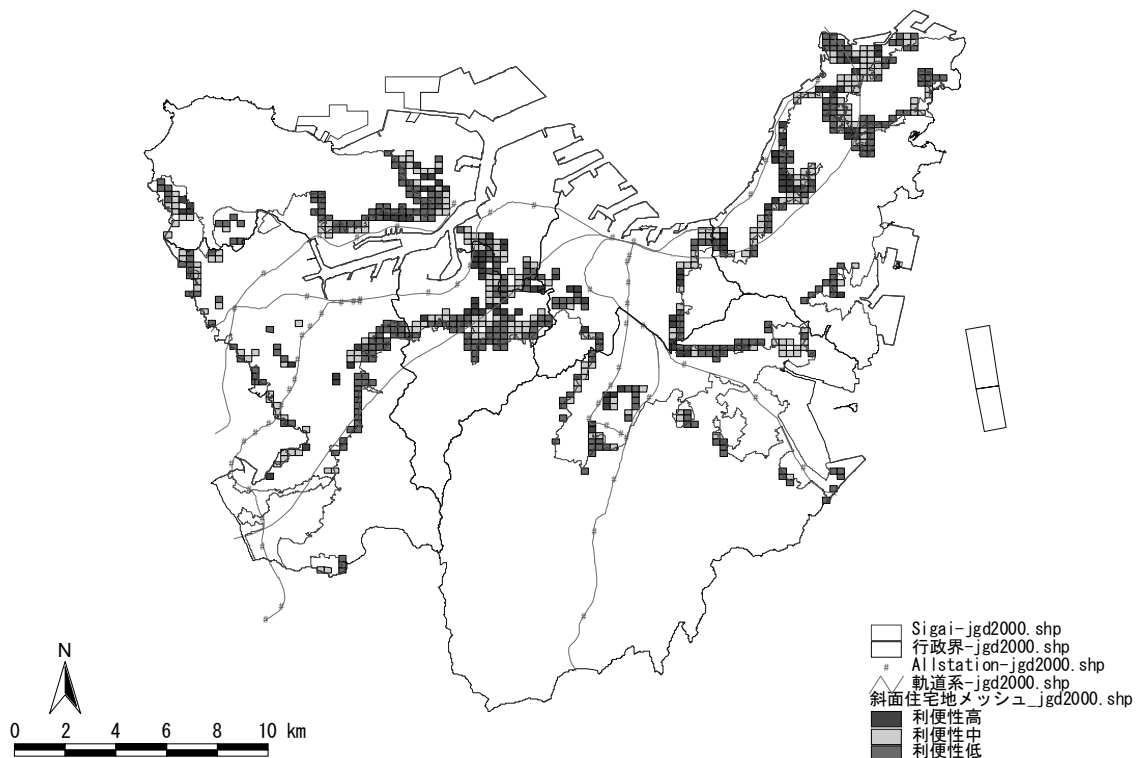 N
0 2 4 6 8 10 km
Sigai-jgd2000.shp
行政界-jgd2000.shp
# Allstation-jgd2000.shp
軌道系-jgd2000.shp
斜面住宅地メッシュ_jgd2000.shp
利便性高
利便性中
利便性低